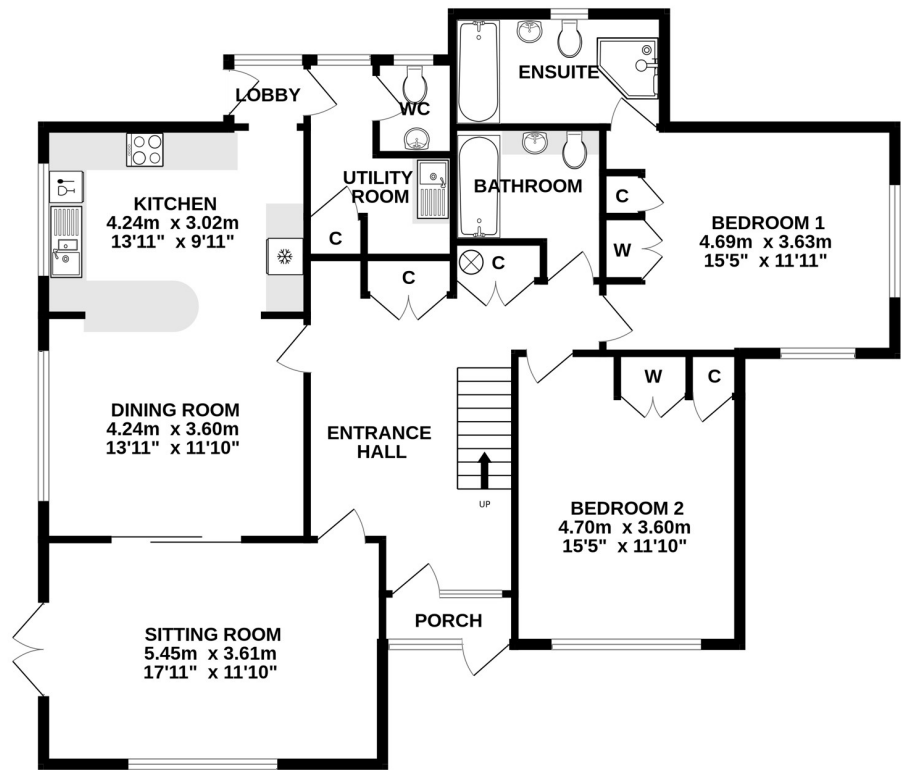 ENSUITE
LOBBY
WC
UTILITY
ROOM
BATHROOM
KITCHEN
4.24m x 3.02m
13'11" x 9'11"
C
W
BEDROOM 1
4.69m x 3.63m
15'5" x 11'11"
C
C
C
W
C
DINING ROOM
4.24m x 3.60m
13'11" x 11'10"
ENTRANCE
HALL
UP
BEDROOM 2
4.70m x 3.60m
15'5" x 11'10"
PORCH
SITTING ROOM
5.45m x 3.61m
17'11" x 11'10"